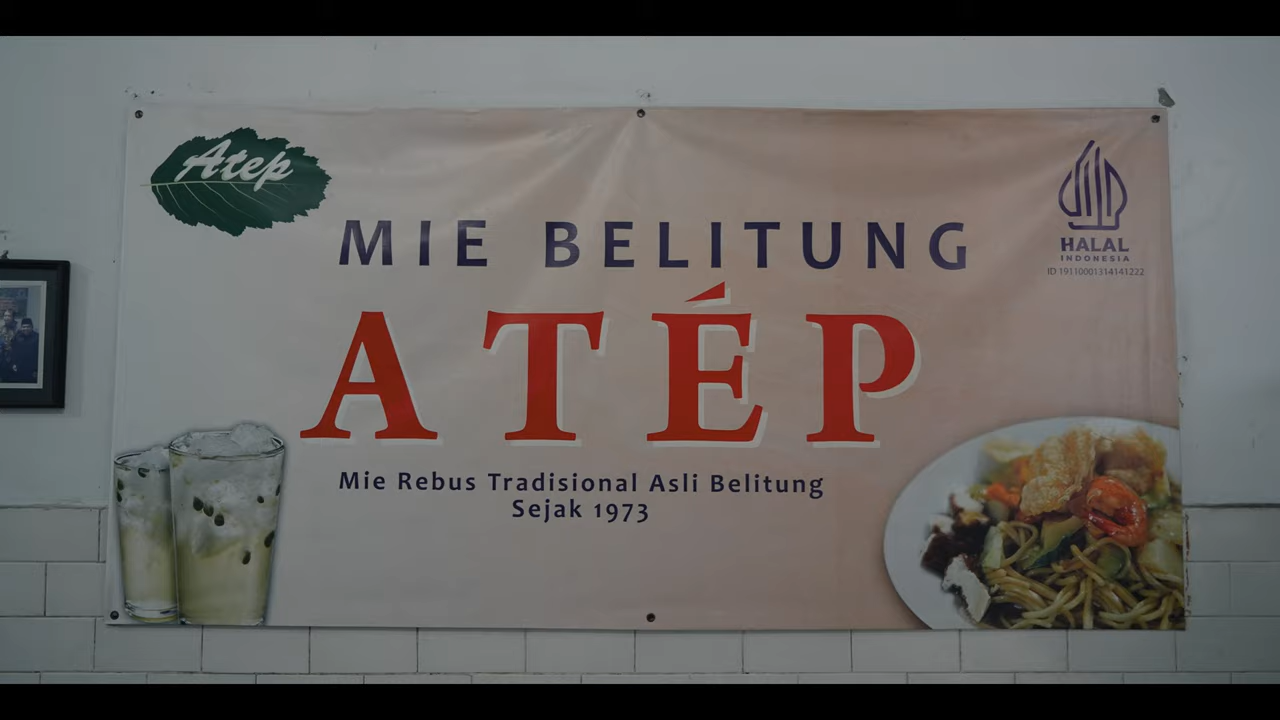 Atep
MIE BELITUNG
HALAL
INDONESIA
ID 19110001314141222
ATÉP
Mie Rebus Tradisional Asli Belitung
Sejak 1973